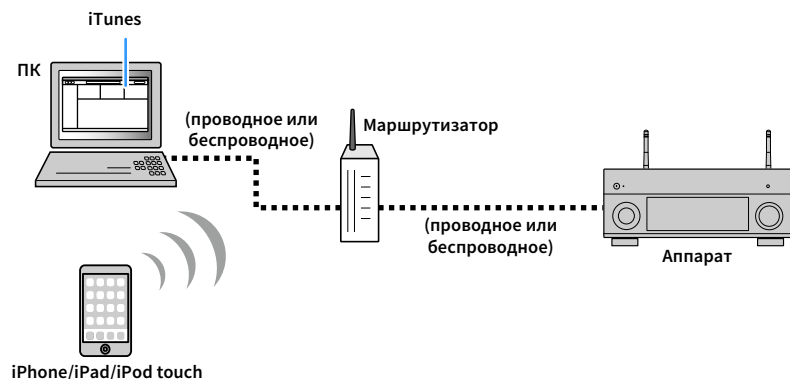 iTunes
ПК
(проводное или
беспроводное)
Маршрутизатор
(проводное или
беспроводное)
Аппарат
iPhone/iPad/iPod touch